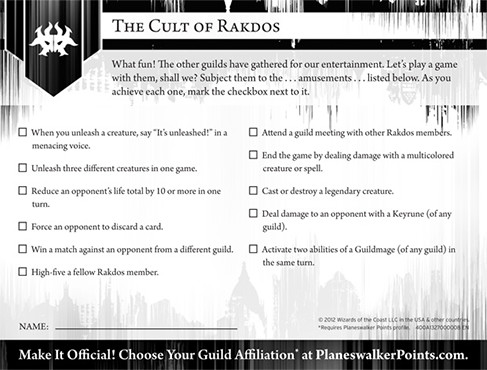 THE CULT OF RAKDOS
What fun! The other guilds have gathered for our entertainment. Let's play a game
with them, shall we? Subject them to the . . . amusements . . . listed below. As you
achieve each one, mark the checkbox next to it.
When you unleash a creature, say "It's unleashed!" in a
menacing voice.
Unleash three different creatures in one game.
Reduce an opponent's life total by 10 or more in one
turn.
Force an opponent to discard a card.
Win a match against an opponent from a different guild.
High-five a fellow Rakdos member.
Attend a guild meeting with other Rakdos members.
End the game by dealing damage with a multicolored
creature or spell.
Cast or destroy a legendary creature.
Deal damage to an opponent with a Keyrune (of any
guild).
Activate two abilities of a Guildmage (of any guild) in
the same turn.
NAME:
© 2012 Wizards of the Coast LLC in the USA & other countries.
*Requires Planeswalker Points profile. EN
Make It Official! Choose Your Guild Affiliation* at PlaneswalkerPoints.com.